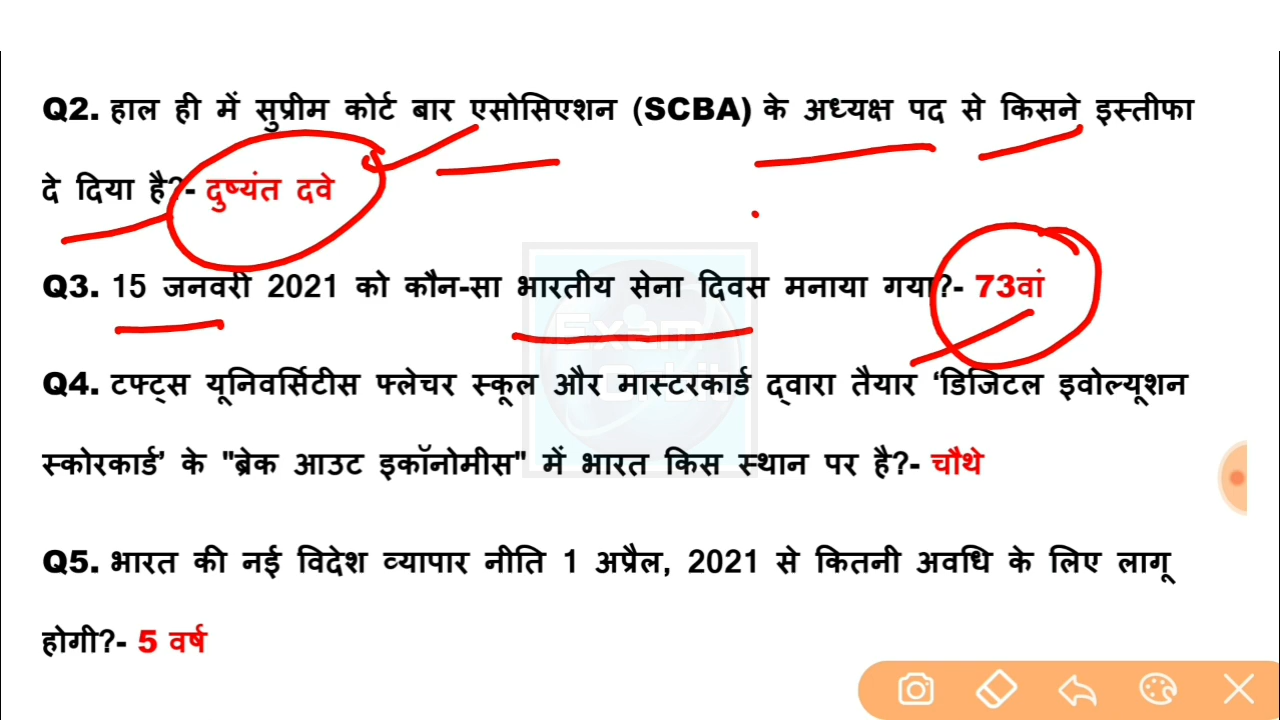 Q2. हाल ही में सुप्रीम कोर्ट बार एसोसिएशन (SCBA) के अध्यक्ष पद से किसने इस्तीफा
दे दिया है?- दुष्यंत दवे
Q3. 15 जनवरी 2021 को कौन-सा भारतीय सेना दिवस मनाया गया?- 73वां
Exam
Orbit
Q4. टफ्ट्स यूनिवर्सिटीस फ्लेचर स्कूल और मास्टरकार्ड द्वारा तैयार ‘डिजिटल इवोल्यूशन
स्कोरकार्ड’ के "ब्रेक आउट इकॉनोमीस" में भारत किस स्थान पर है?- चौथे
Q5. भारत की नई विदेश व्यापार नीति 1 अप्रैल, 2021 से कितनी अवधि के लिए लागू
होगी?- 5 वर्ष